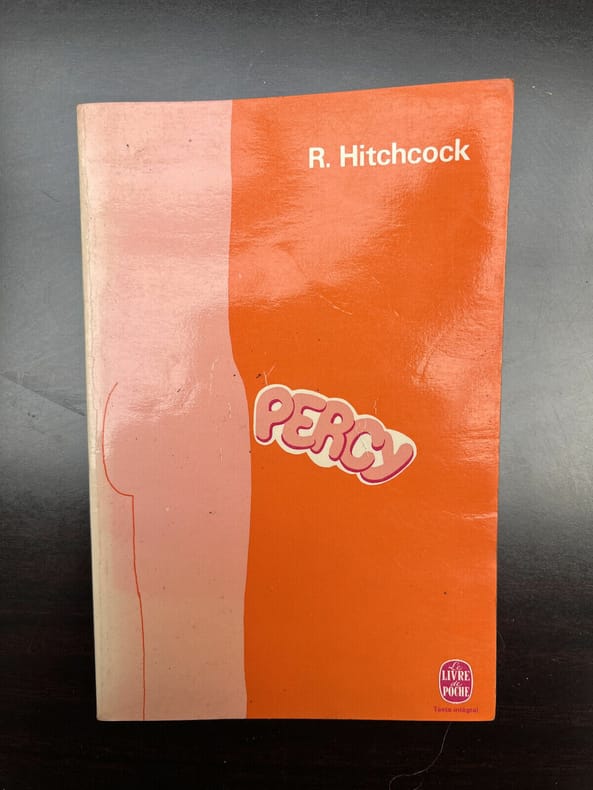 R. Hitchcock
PERCY
Le
LIVRE
de
POCHE
Texte intégral